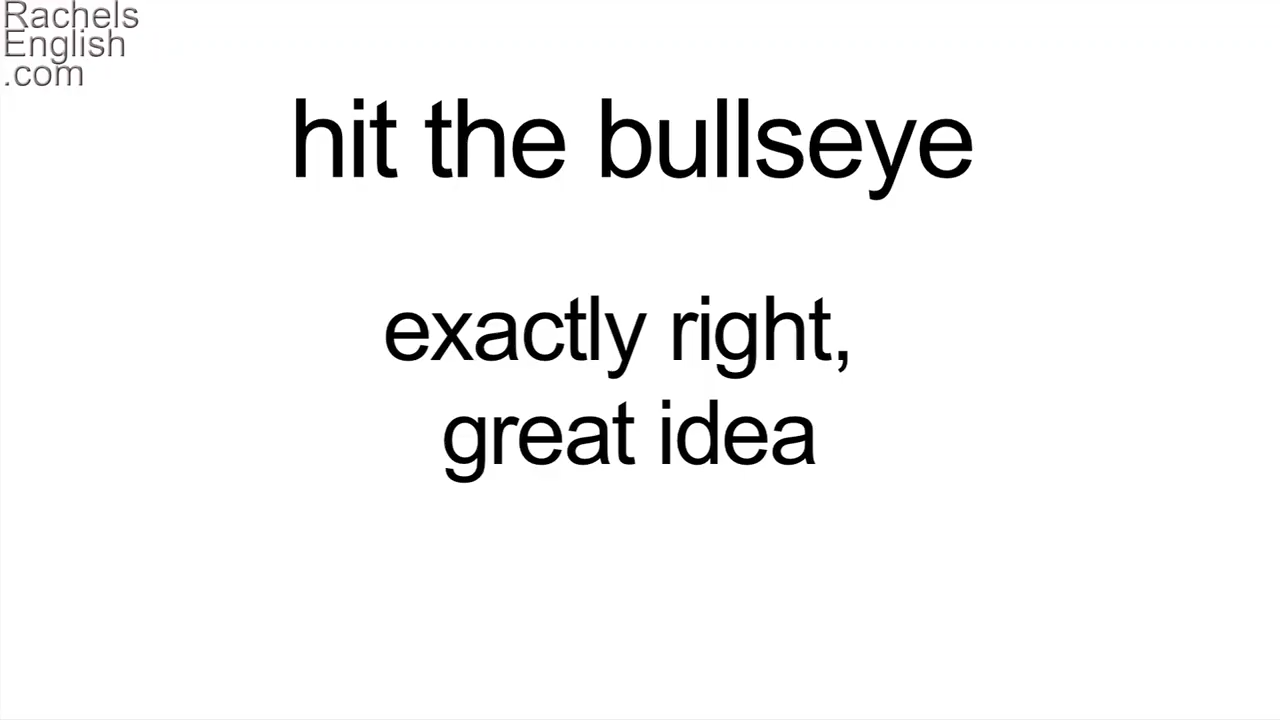 Rachels
English
.com
hit the bullseye
exactly right,
great idea